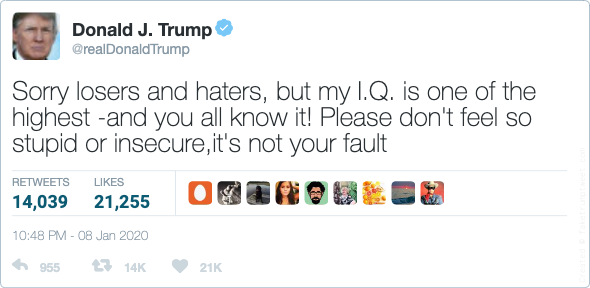 Donald J. Trump
@realDonaldTrump
Sorry losers and haters, but my I.Q. is one of the
highest -and you all know it! Please don't feel so
stupid or insecure,it's not your fault
RETWEETS LIKES
14,039 21,255
10:48 PM - 08 Jan 2020
955 14K 21K